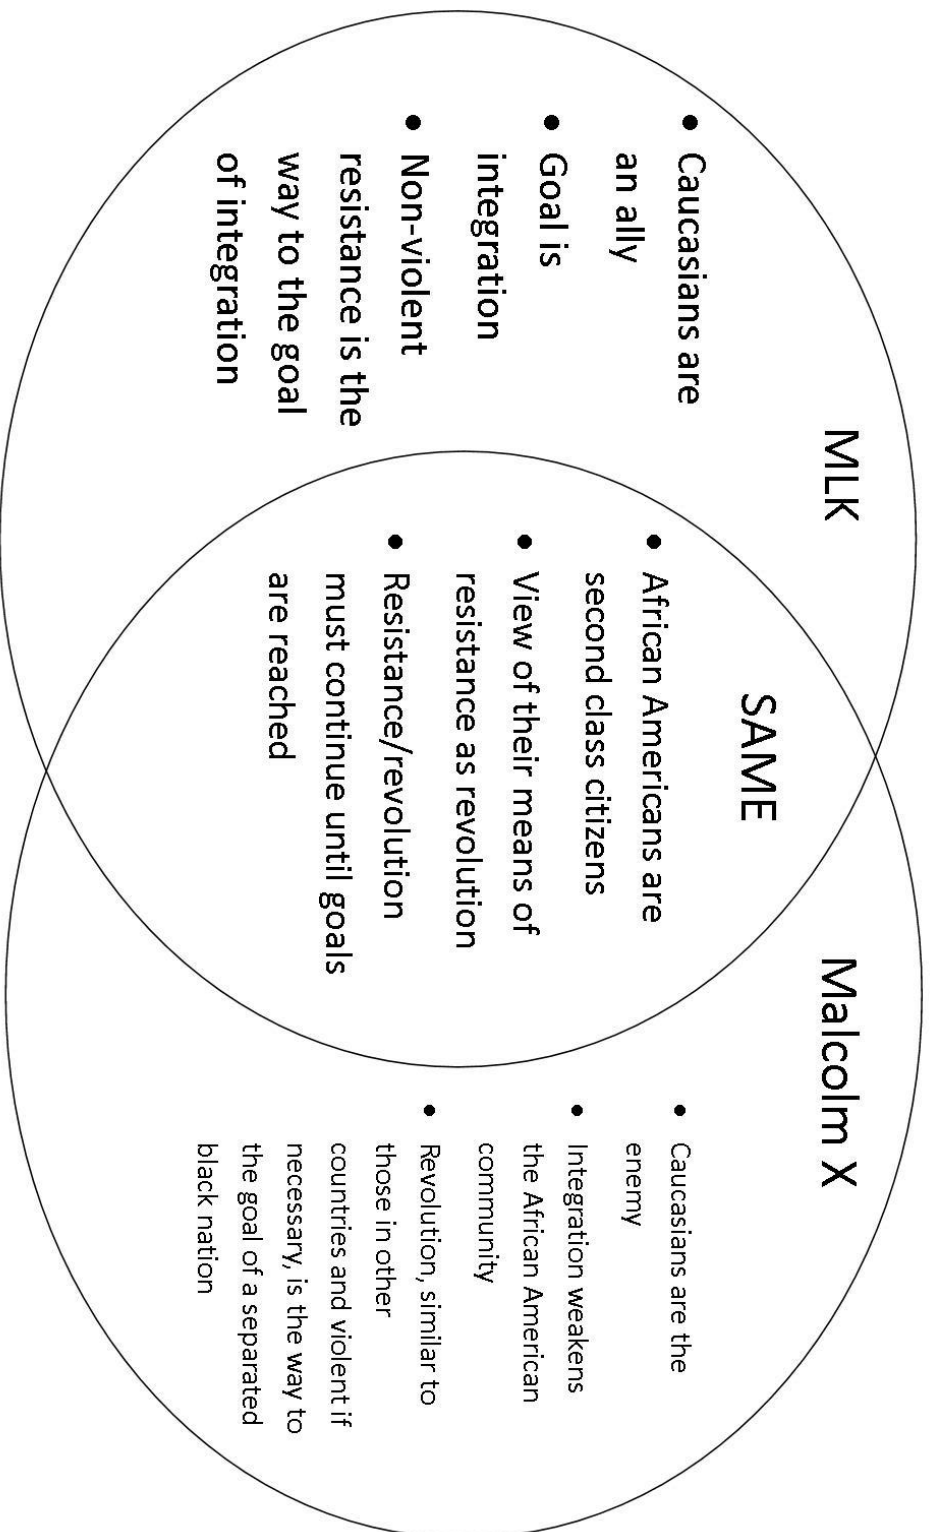 MLK
• Caucasians are
an ally
• Goal is
integration
• Non-violent
resistance is the
way to the goal
of integration
SAME
• African Americans are
second class citizens
• View of their means of
resistance as revolution
• Resistance/revolution
must continue until goals
are reached
Malcolm X
• Caucasians are the
enemy
• Integration weakens
the African American
community
• Revolution, similar to
those in other
countries and violent if
necessary, is the way to
the goal of a separated
black nation